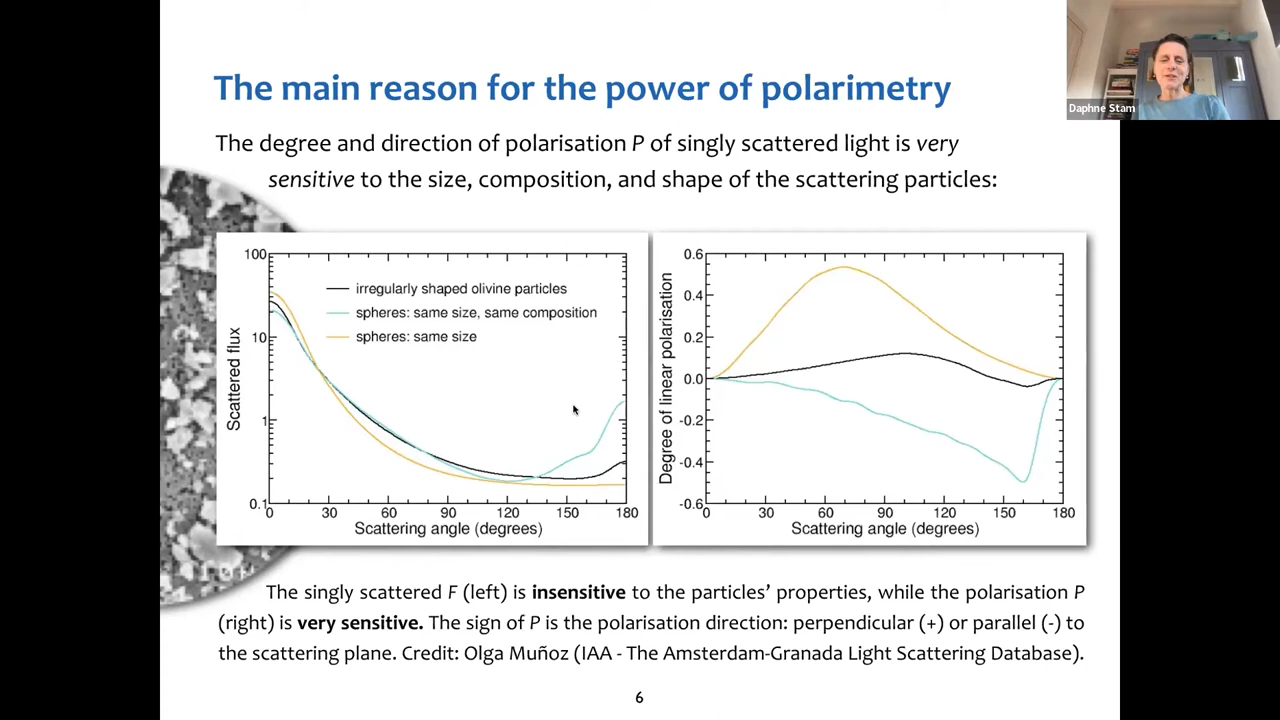 The main reason for the power of polarimetry
Daphne Stam
The degree and direction of polarisation P of singly scattered light is very
sensitive to the size, composition, and shape of the scattering particles:
100
10
1
0.1
Scattered flux
irregularly shaped olivine particles
spheres: same size, same composition
spheres: same size
0 30 60 90 120 150 180
Scattering angle (degrees)
0.6
0.4
0.2
0.0
-0.2
-0.4
-0.6
Degree of linear polarisation
0 30 60 90 120 150 180
Scattering angle (degrees)
The singly scattered F (left) is insensitive to the particles’ properties, while the polarisation P
(right) is very sensitive. The sign of P is the polarisation direction: perpendicular (+) or parallel (-) to
the scattering plane. Credit: Olga Muñoz (IAA - The Amsterdam-Granada Light Scattering Database).
6